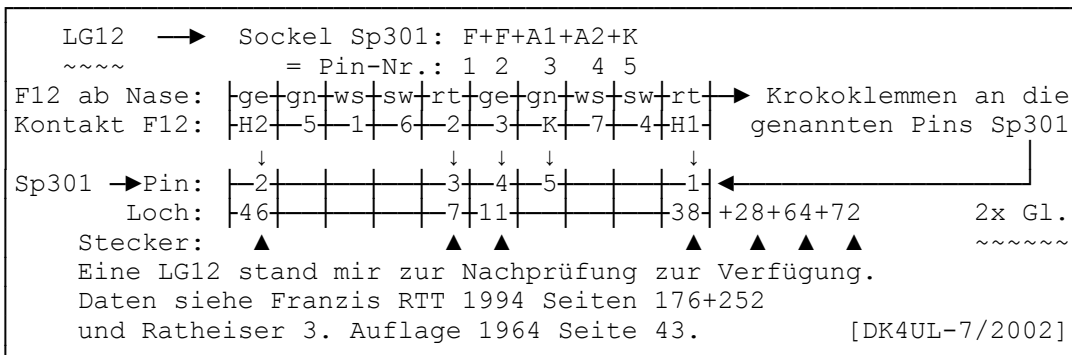 LG12 ──► Sockel Sp301: F+F+A1+A2+K
~~~~ = Pin-Nr.: 1 2 3 4 5
F12 ab Nase: ├ge┼gn┼ws┼sw┼rt┼ge┼gn┼ws┼sw┼rt┼─► Krokoklemmen an die
Kontakt F12: ├H2┼─5┼─1┼─6┼─2┼─3┼─K┼─7┼─4┼H1┤ genannten Pins Sp301
↓ ↓ ↓ ↓ ↓
Sp301 ─►Pin: ├─2┼──┼──┼──┼─3┼─4┼─5┼──┼──┼─1┤◄
Loch: ├46┼──┼──┼──┼─7┼11┼──┼──┼──┼38┤+28+64+72 2x Gl.
Stecker: ▲ ▲ ▲ ▲ ▲ ▲ ▲ ~~~~~~
Eine LG12 stand mir zur Nachprüfung zur Verfügung.
Daten siehe Franzis RTT 1994 Seiten 176+252
und Ratheiser 3. Auflage 1964 Seite 43. [DK4UL-7/2002]